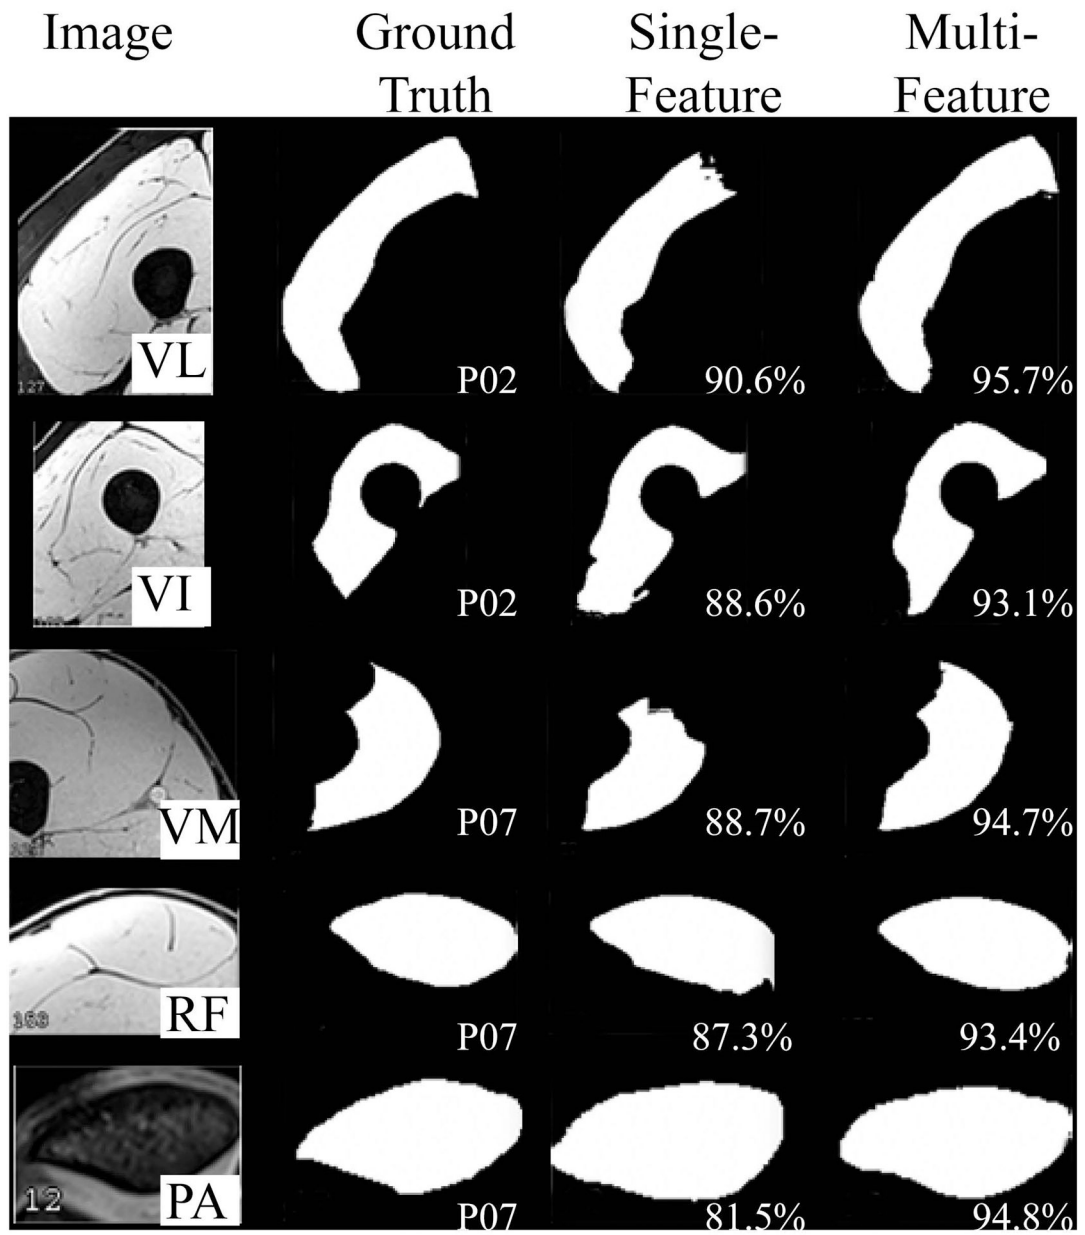 Image Ground Single- Multi-
Truth Feature Feature
127 VL P02 90.6% 95.7%
VI P02 88.6% 93.1%
VM P07 88.7% 94.7%
153 RF P07 87.3% 93.4%
12 PA P07 81.5% 94.8%